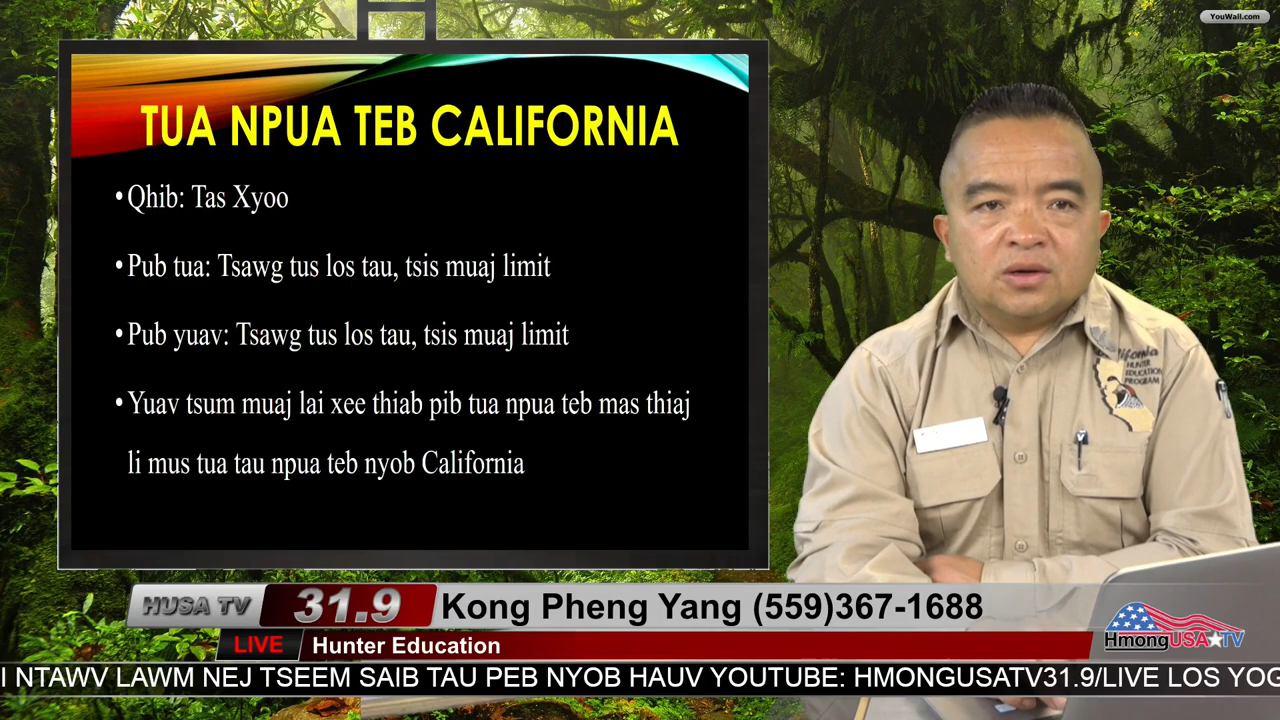 YouWall.com
TUA NPUA TEB CALIFORNIA
•Qhib: Tas Xyoo
•Pub tua: Tsawg tus los tau, tsis muaj limit
•Pub yuav: Tsawg tus los tau, tsis muaj limit
•Yuav tsum muaj lai xee thiab pib tua npua teb mas thiaj
li mus tua tau npua teb nyob California
California
HUNTER
EDUCATION
PROGRAM
HUSA TV 31.9 Kong Pheng Yang (559)367-1688
LIVE Hunter Education
HmongUSA★TV
I NTAWV LAWM NEJ TSEEM SAIB TAU PEB NYOB HAUV YOUTUBE: HMONGUSATV31.9/LIVE LOS YOG